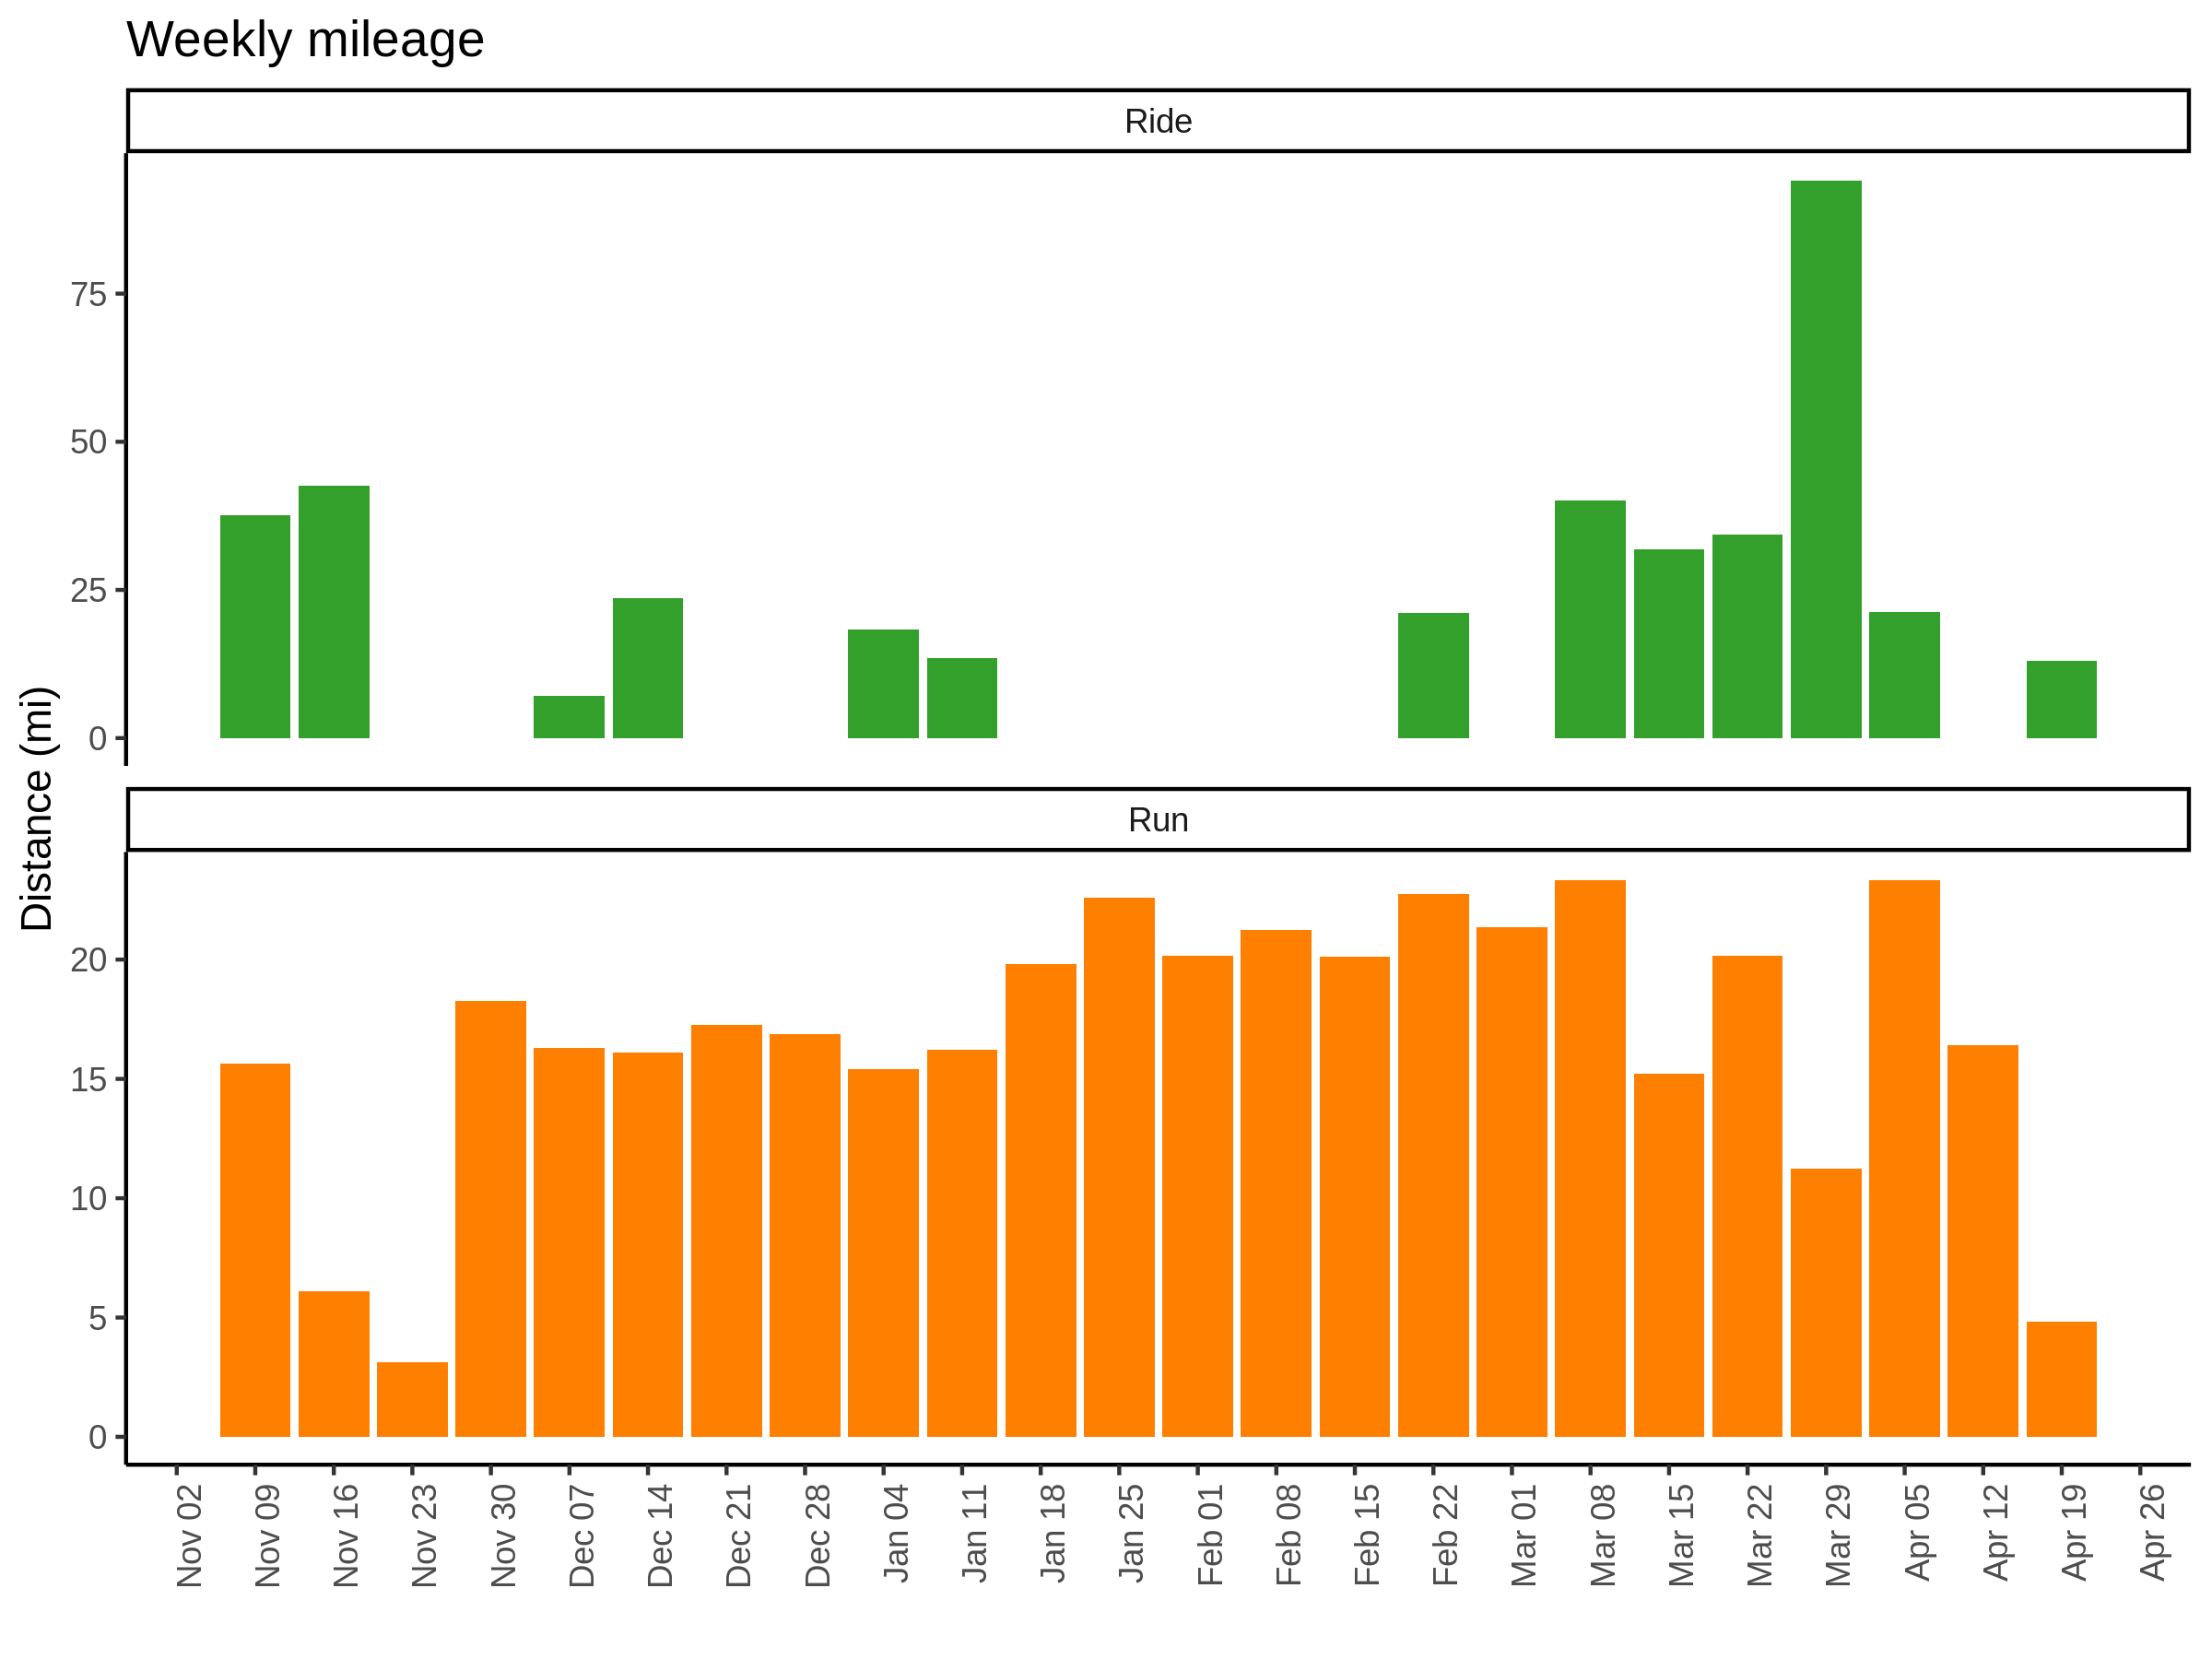 Weekly mileage
Ride
75
50
25
0
Distance (mi)
Run
20
15
10
5
0
Nov 02
Nov 09
Nov 16
Nov 23
Nov 30
Dec 07
Dec 14
Dec 21
Dec 28
Jan 04
Jan 11
Jan 18
Jan 25
Feb 01
Feb 08
Feb 15
Feb 22
Mar 01
Mar 08
Mar 15
Mar 22
Mar 29
Apr 05
Apr 12
Apr 19
Apr 26